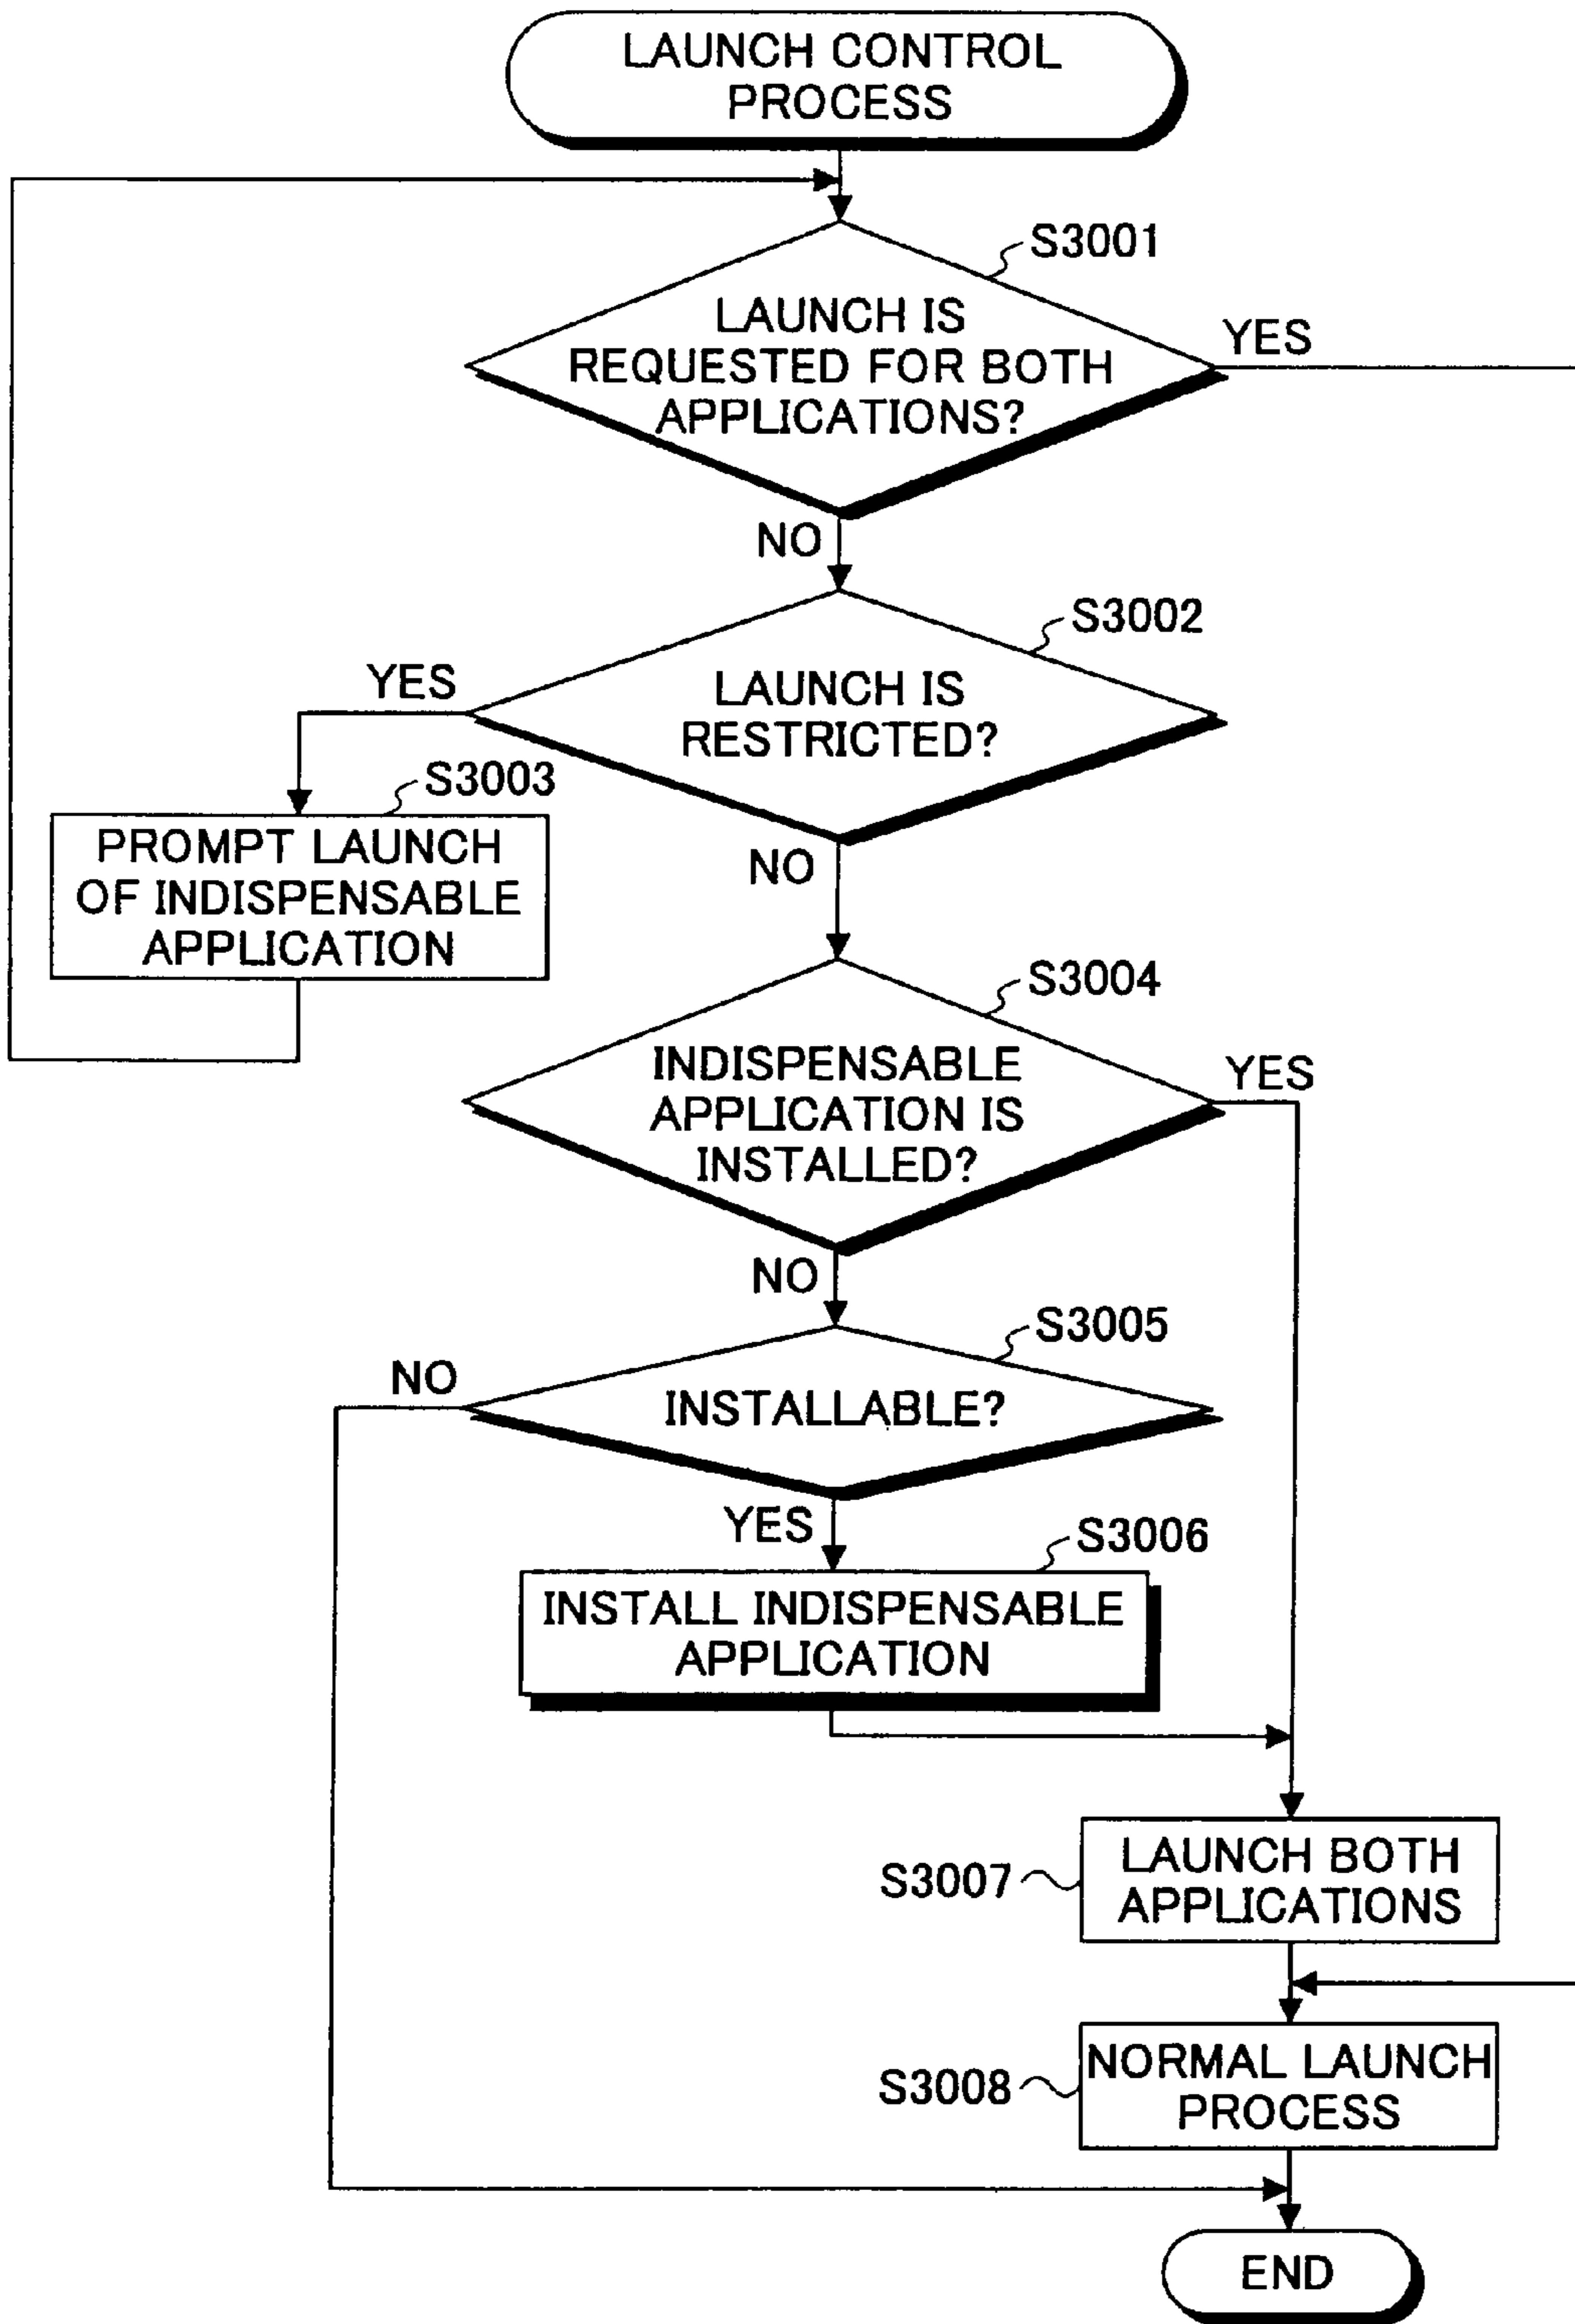 LAUNCH CONTROL
PROCESS
S3001
LAUNCH IS
REQUESTED FOR BOTH
APPLICATIONS?
YES
NO
S3002
YES
LAUNCH IS
RESTRICTED?
S3003
PROMPT LAUNCH
OF INDISPENSABLE
APPLICATION
NO
S3004
INDISPENSABLE
APPLICATION IS
INSTALLED?
YES
NO
S3005
NO
INSTALLABLE?
YES
S3006
INSTALL INDISPENSABLE
APPLICATION
S3007
LAUNCH BOTH
APPLICATIONS
S3008
NORMAL LAUNCH
PROCESS
END